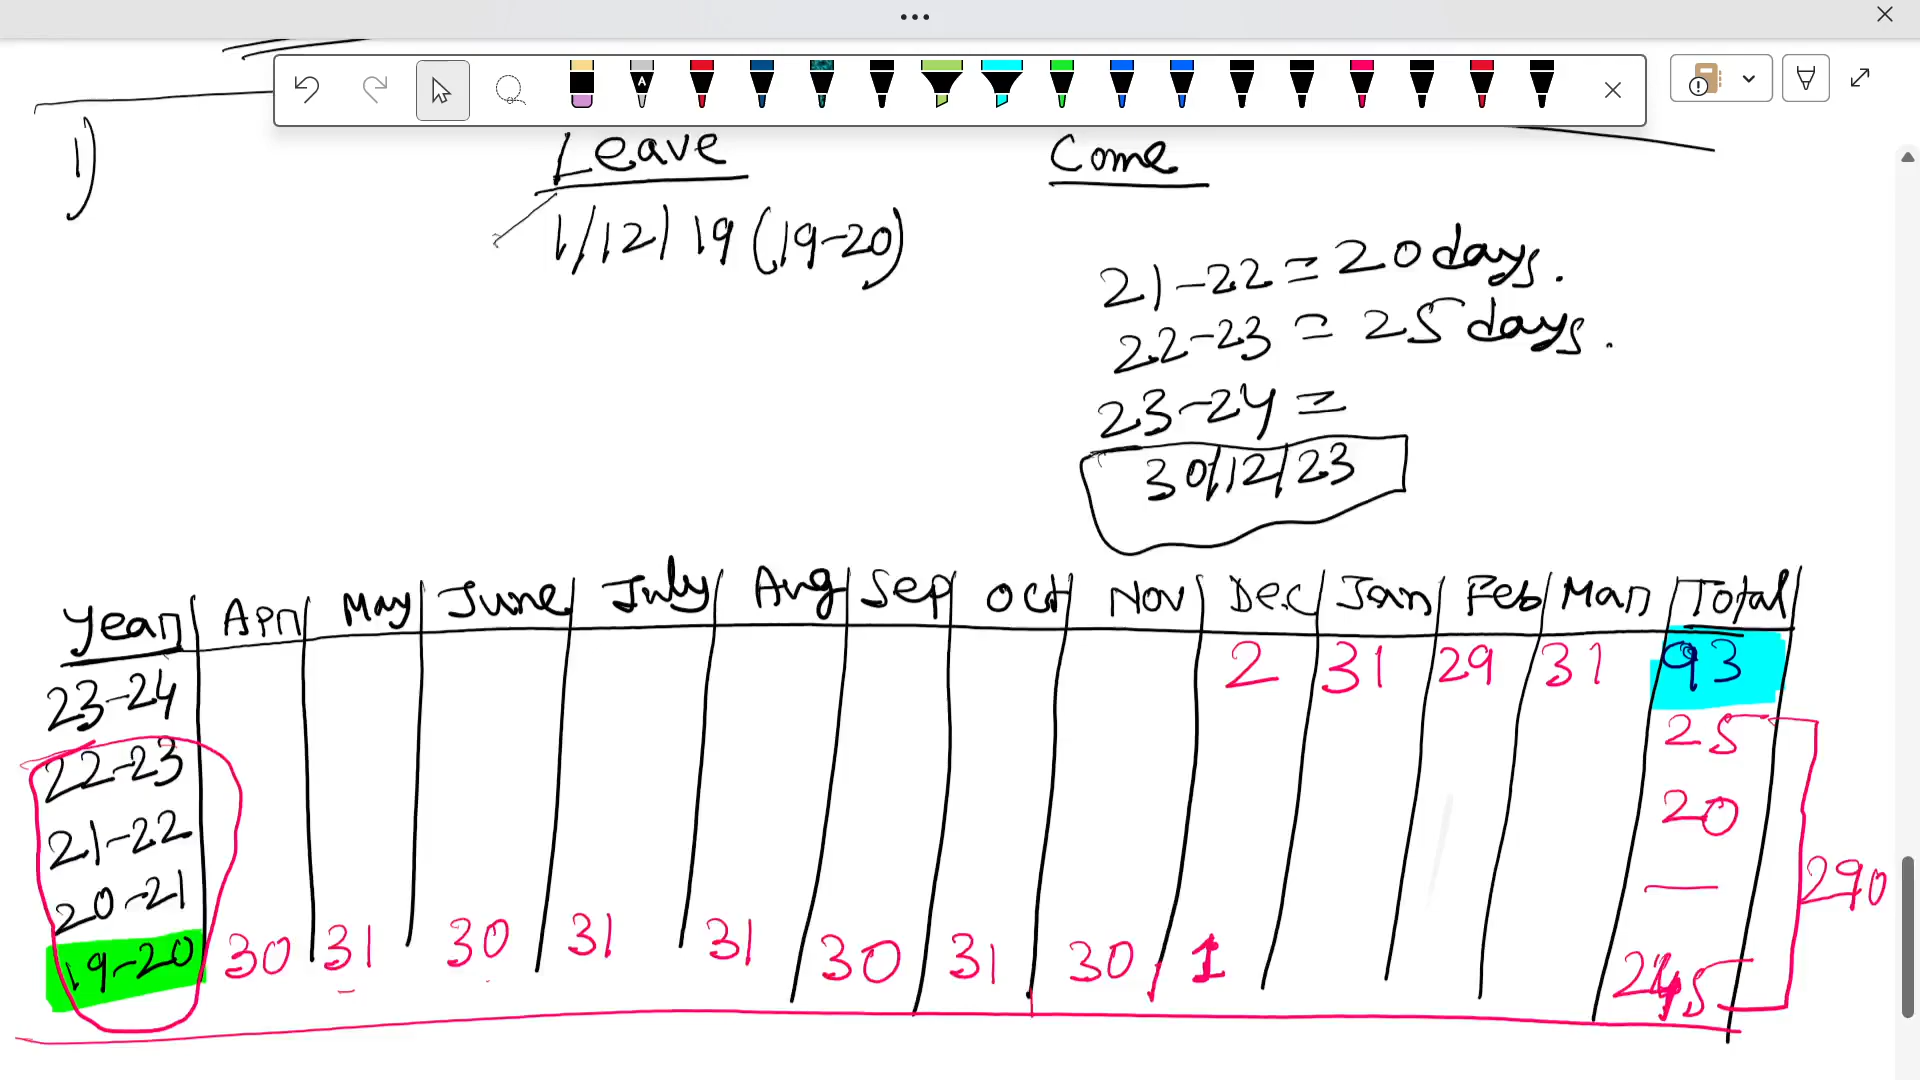 1)
Leave Come
1/12/19 (19-20)
21-22 = 20 days.
22-23 = 25 days.
23-24 =
30/12/23
Year Apr May June July Aug Sep Oct Nov Dec Jan Feb Mar Total
23-24 2 31 29 31 93
22-23 25
21-22 20
20-21 —
290
19-20 30 31 30 31 31 30 31 30 1 245